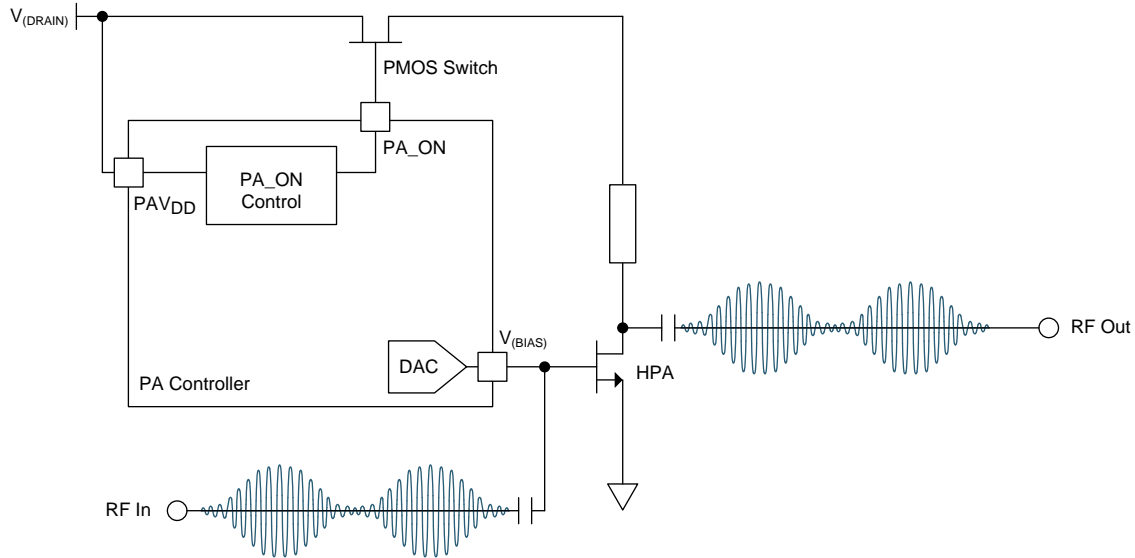 V(DRAIN)
PMOS Switch
PA_ON
PA_ON
Control
PAVDD
V(BIAS)
DAC
PA Controller
HPA
RF Out
RF In